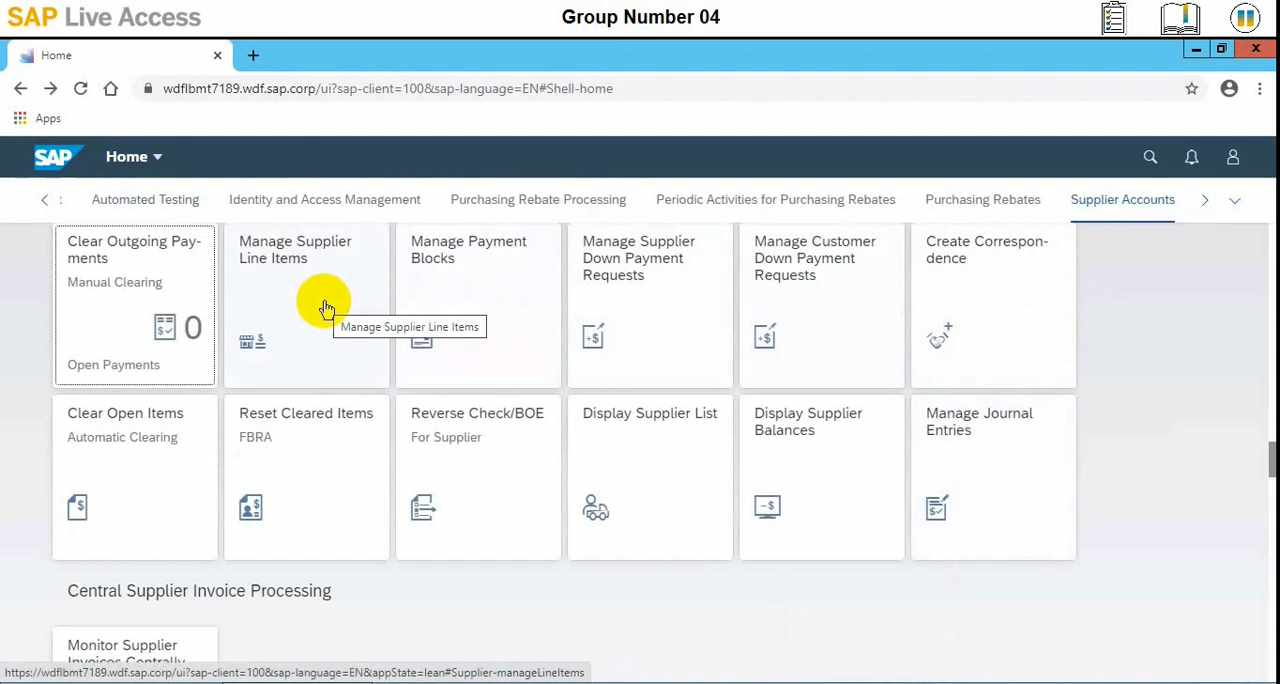 SAP Live Access
Group Number 04
Home
wdflbmt7189.wdf.sap.corp/ui?sap-client=100&sap-language=EN#Shell-home
Apps
SAP
Home
Automated Testing
Identity and Access Management
Purchasing Rebate Processing
Periodic Activities for Purchasing Rebates
Purchasing Rebates
Supplier Accounts
Clear Outgoing Pay-
ments
Manual Clearing
0
Open Payments
Manage Supplier
Line Items
Manage Supplier Line Items
Manage Payment
Blocks
Manage Supplier
Down Payment
Requests
Manage Customer
Down Payment
Requests
Create Correspon-
dence
Clear Open Items
Automatic Clearing
Reset Cleared Items
FBRA
Reverse Check/BOE
For Supplier
Display Supplier List
Display Supplier
Balances
Manage Journal
Entries
Central Supplier Invoice Processing
Monitor Supplier
Invoices Centrally
https://wdflbmt7189.wdf.sap.corp/ui?sap-client=100&sap-language=EN&appState=lean#Supplier-manageLineItems